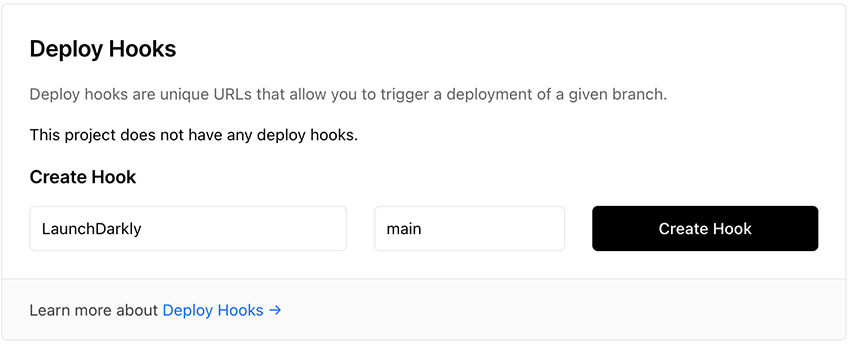 Deploy Hooks
Deploy hooks are unique URLs that allow you to trigger a deployment of a given branch.
This project does not have any deploy hooks.
Create Hook
LaunchDarkly main Create Hook
Learn more about Deploy Hooks →